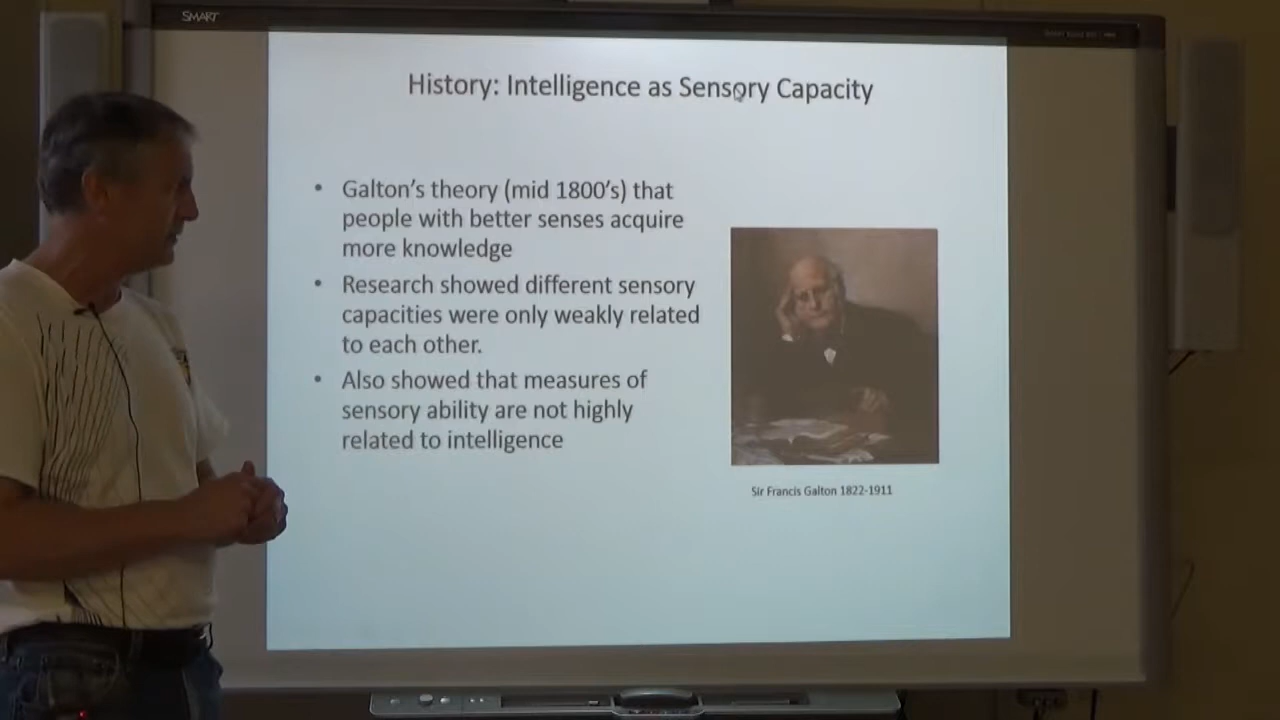 SMART
History: Intelligence as Sensory Capacity
• Galton's theory (mid 1800's) that
people with better senses acquire
more knowledge
• Research showed different sensory
capacities were only weakly related
to each other.
• Also showed that measures of
sensory ability are not highly
related to intelligence
Sir Francis Galton 1822-1911